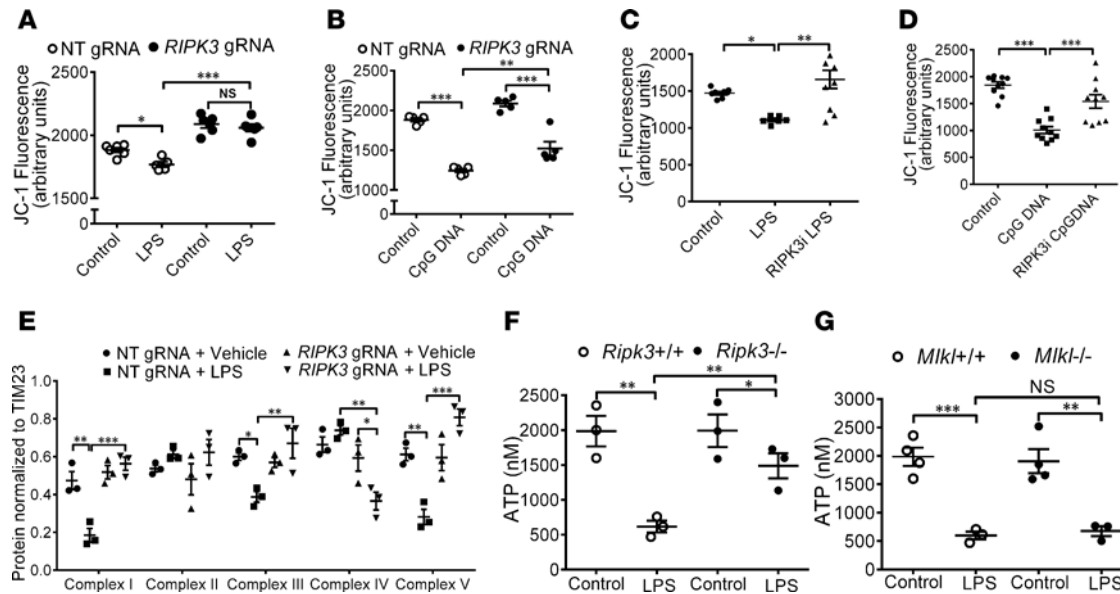 A
NT gRNA RIPK3 gRNA
JC-1 Fluorescence
(arbitrary units)
2500
2000
1500
0
*
***
NS
Control
LPS
Control
LPS
B
NT gRNA RIPK3 gRNA
JC-1 Fluorescence
(arbitrary units)
2500
2000
1500
1000
0
***
**
***
Control
CpG DNA
Control
CpG DNA
C
JC-1 Fluorescence
(arbitrary units)
2000
1500
1000
500
0
*
**
Control
LPS
RIPK3i LPS
D
JC-1 Fluorescence
(arbitrary units)
2500
2000
1500
1000
500
0
***
***
Control
CpG DNA
RIPK3i CpGDNA
E
NT gRNA + Vehicle
NT gRNA + LPS
RIPK3 gRNA + Vehicle
RIPK3 gRNA + LPS
Protein normalized to TIM23
1.0
0.8
0.6
0.4
0.2
0.0
**
***
*
**
**
*
**
***
Complex I
Complex II
Complex III
Complex IV
Complex V
F
Ripk3+/+ Ripk3-/-
ATP (nM)
2500
2000
1500
1000
500
0
**
**
*
Control
LPS
Control
LPS
G
Mlkl+/+ Mlkl-/-
ATP (nM)
3000
2500
2000
1500
1000
500
0
***
NS
**
Control
LPS
Control
LPS